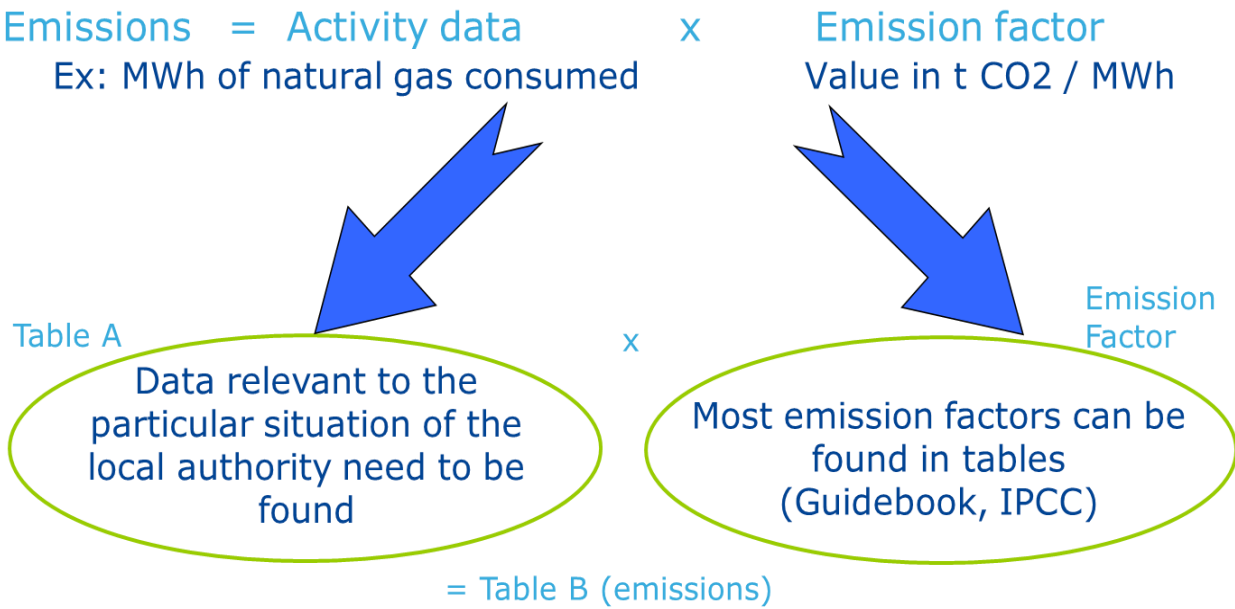 Emissions = Activity data x Emission factor
Ex: MWh of natural gas consumed Value in t CO2 / MWh
Table A
Data relevant to the
particular situation of the
local authority need to be
found
x
Emission
Factor
Most emission factors can be
found in tables
(Guidebook, IPCC)
= Table B (emissions)